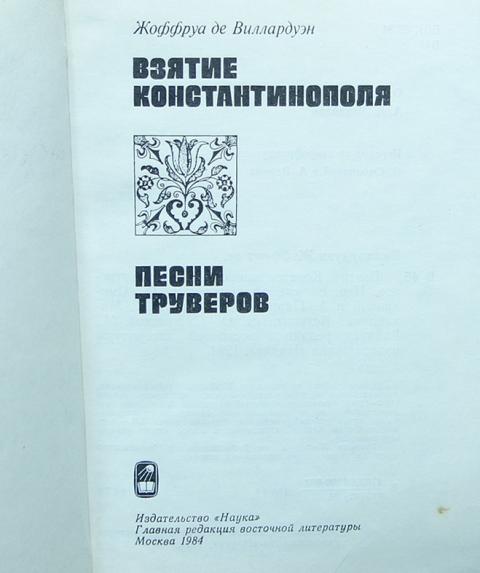 Жоффруа де Виллардуэн
ВЗЯТИЕ
КОНСТАНТИНОПОЛЯ
ПЕСНИ
ТРУВЕРОВ
Издательство «Наука»
Главная редакция восточной литературы
Москва 1984